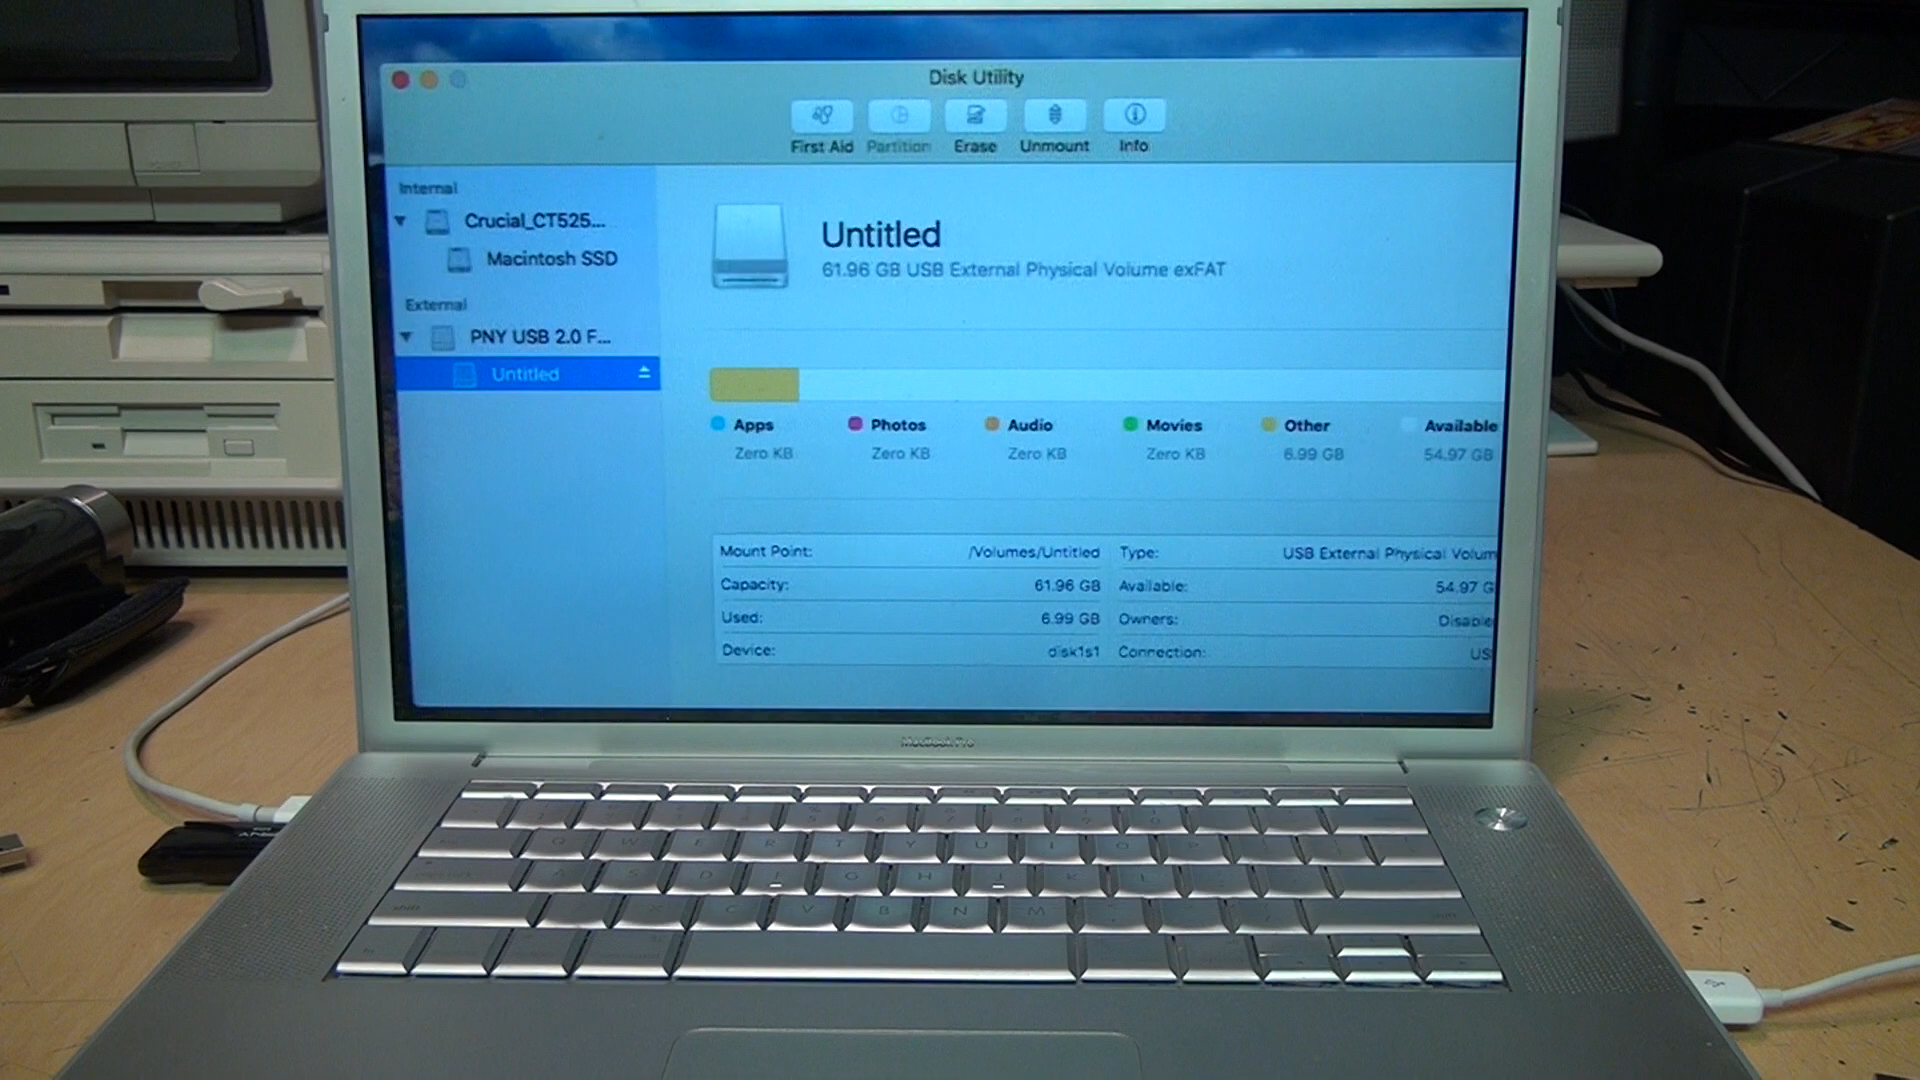 Disk Utility
First Aid Partition Erase Unmount Info
Internal
Crucial_CT525...
Macintosh SSD
External
PNY USB 2.0 F...
Untitled
Untitled
61.96 GB USB External Physical Volume exFAT
Apps Photos Audio Movies Other Available
Zero KB Zero KB Zero KB Zero KB 6.99 GB 54.97 GB
Mount Point: /Volumes/Untitled Type: USB External Physical Volum
Capacity: 61.96 GB Available: 54.97 G
Used: 6.99 GB Owners: Disable
Device: disk1s1 Connection: US
MacBook Pro
W E R T Y U I O P
A S D F G H J K L
C V B N M